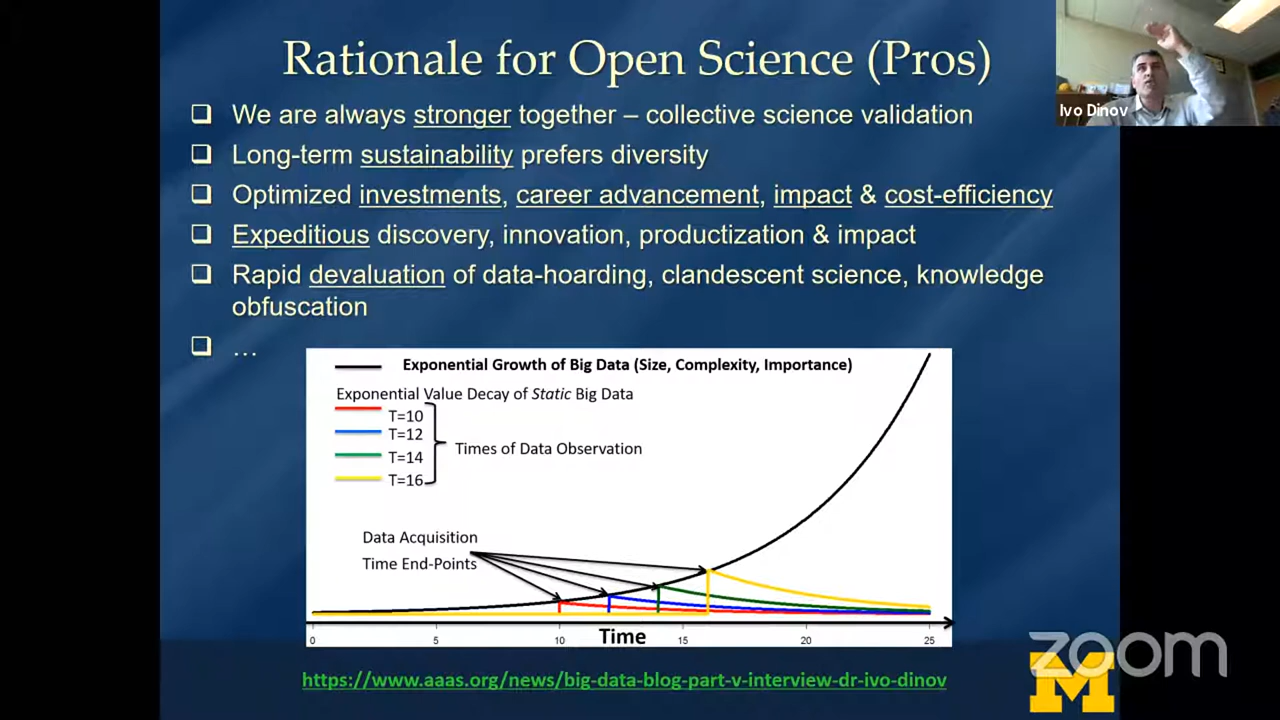 Rationale for Open Science (Pros)
Ivo Dinov
❑ We are always stronger together – collective science validation
❑ Long-term sustainability prefers diversity
❑ Optimized investments, career advancement, impact & cost-efficiency
❑ Expeditious discovery, innovation, productization & impact
❑ Rapid devaluation of data-hoarding, clandescent science, knowledge
obfuscation
❑ …
Exponential Growth of Big Data (Size, Complexity, Importance)
Exponential Value Decay of Static Big Data
T=10
T=12
T=14
T=16
Times of Data Observation
Data Acquisition
Time End-Points
0 5 10 15 20 25
Time
https://www.aaas.org/news/big-data-blog-part-v-interview-dr-ivo-dinov
zoom
M